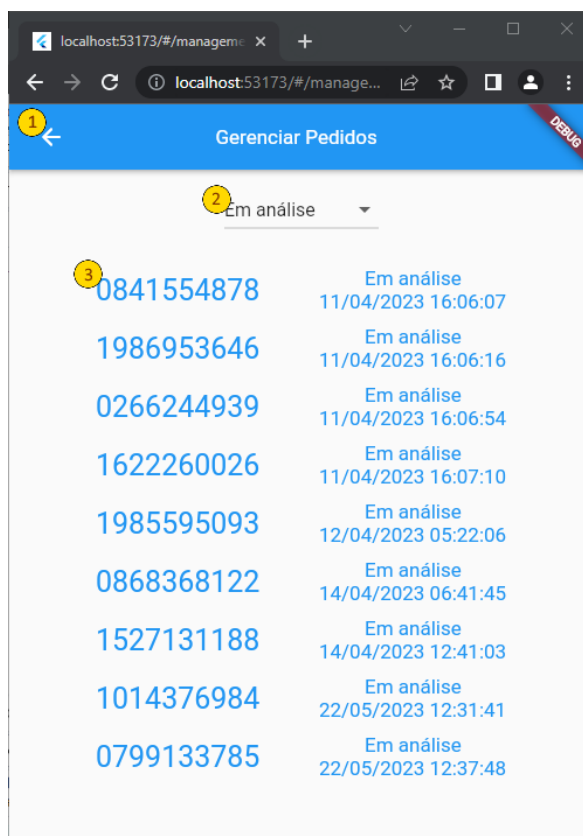 localhost:53173/#/manageme
localhost:53173/#/manage...
1
Gerenciar Pedidos
DEBUG
2
Em análise
3
0841554878
Em análise
11/04/2023 16:06:07
1986953646
Em análise
11/04/2023 16:06:16
0266244939
Em análise
11/04/2023 16:06:54
1622260026
Em análise
11/04/2023 16:07:10
1985595093
Em análise
12/04/2023 05:22:06
0868368122
Em análise
14/04/2023 06:41:45
1527131188
Em análise
14/04/2023 12:41:03
1014376984
Em análise
22/05/2023 12:31:41
0799133785
Em análise
22/05/2023 12:37:48